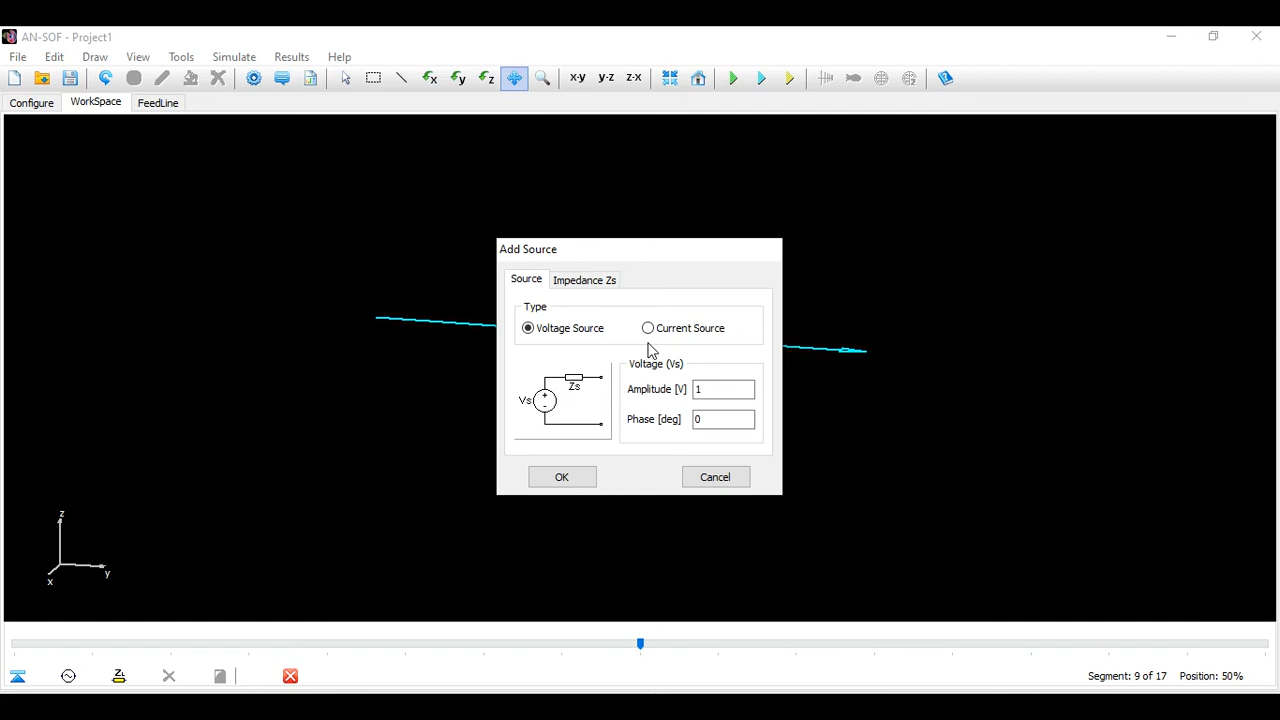 AN-SOF - Project1
File Edit Draw View Tools Simulate Results Help
x y z x-y y-z z-x
Configure WorkSpace FeedLine
Add Source
Source Impedance Zs
Type
Voltage Source Current Source
Voltage (Vs)
Zs
Vs
Amplitude [V] 1
Phase [deg] 0
OK Cancel
z
y
x
Segment: 9 of 17 Position: 50%